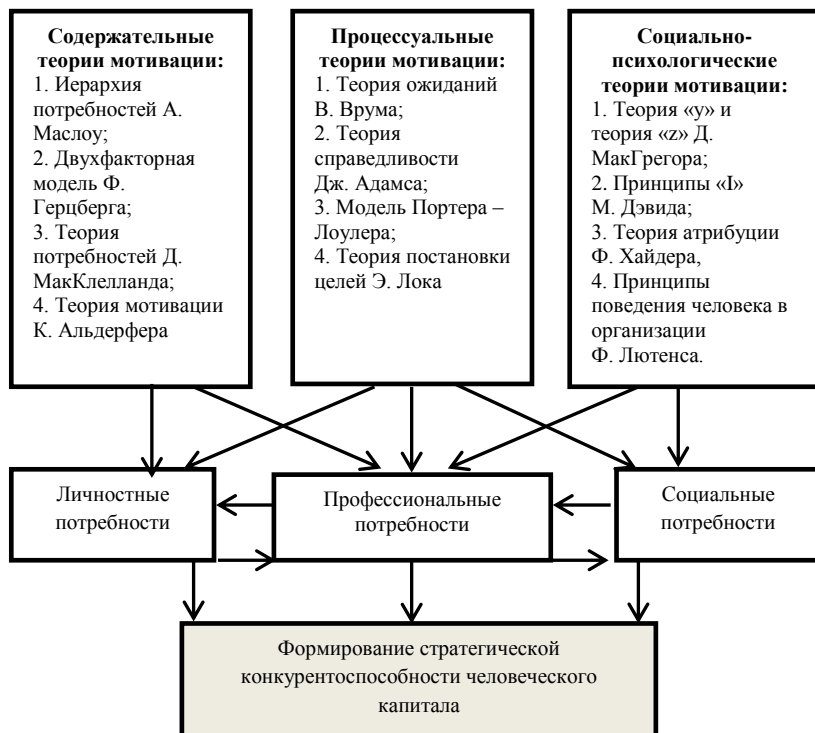 Содержательные
теории мотивации:
1. Иерархия
потребностей А.
Маслоу;
2. Двухфакторная
модель Ф.
Герцберга;
3. Теория
потребностей Д.
МакКлелланда;
4. Теория мотивации
К. Альдерфера
Процессуальные
теории мотивации:
1. Теория ожиданий
В. Врума;
2. Теория
справедливости
Дж. Адамса;
3. Модель Портера –
Лоулера;
4. Теория постановки
целей Э. Лока
Социально-
психологические
теории мотивации:
1. Теория «y» и
теория «z» Д.
МакГрегора;
2. Принципы «I»
М. Дэвида;
3. Теория атрибуции
Ф. Хайдера,
4. Принципы
поведения человека в
организации
Ф. Лютенса.
Личностные
потребности
Профессиональные
потребности
Социальные
потребности
Формирование стратегической
конкурентоспособности человеческого
капитала